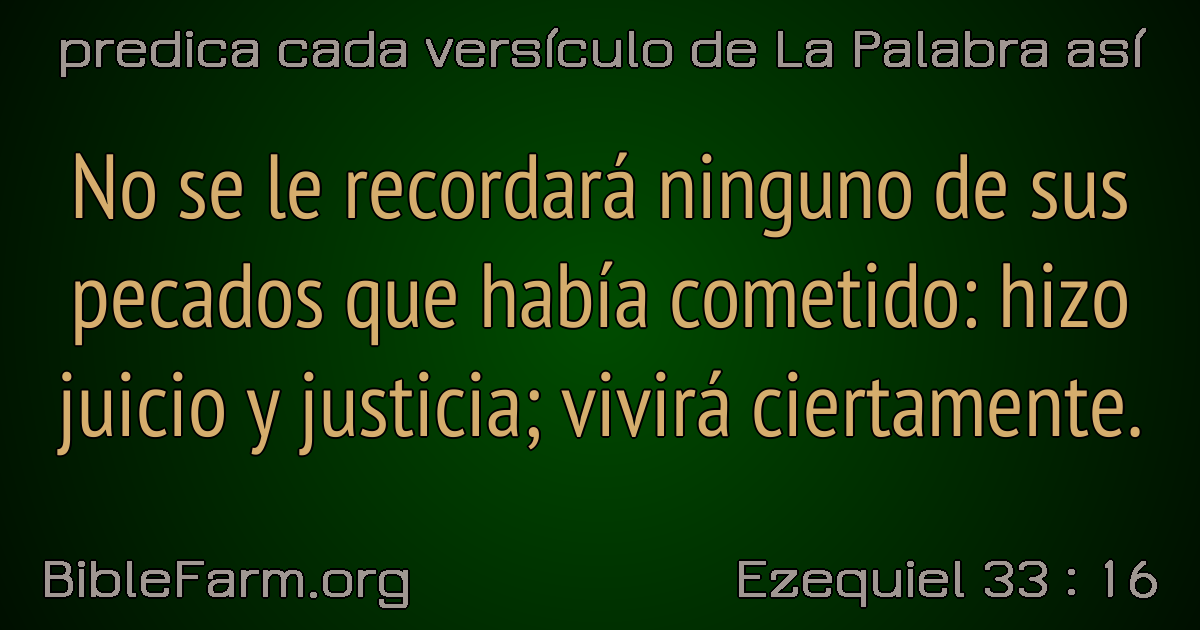 predica cada versículo de La Palabra así
No se le recordará ninguno de sus
pecados que había cometido: hizo
juicio y justicia; vivirá ciertamente.
BibleFarm.org
Ezequiel 33 : 16